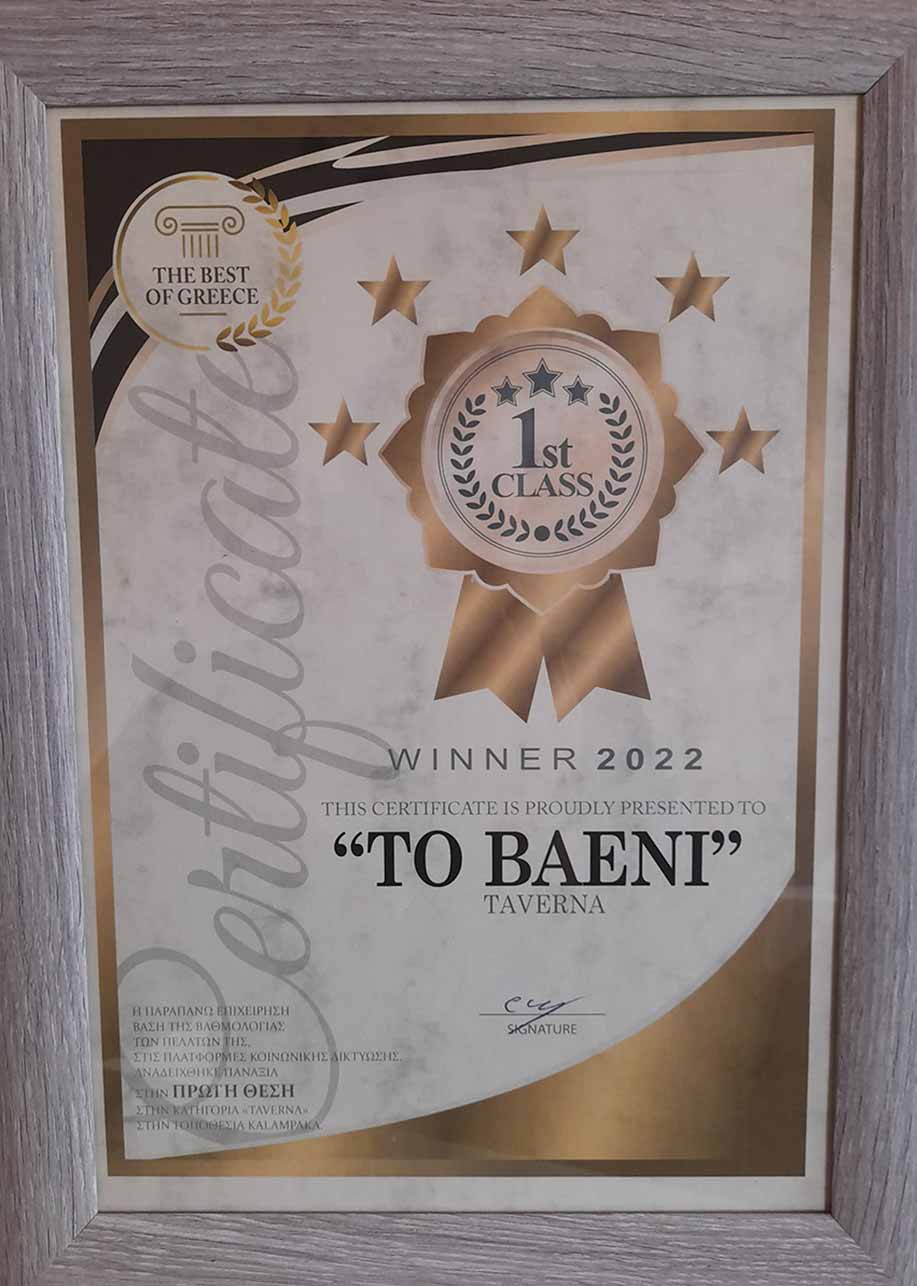 THE BEST
OF GREECE
Certificate
1st
CLASS
WINNER 2022
THIS CERTIFICATE IS PROUDLY PRESENTED TO
“TO BAENI”
TAVERNA
SIGNATURE
Η ΠΑΡΑΠΑΝΩ ΕΠΙΧΕΙΡΗΣΗ
ΒΑΣΗ ΤΗΣ ΒΑΘΜΟΛΟΓΙΑΣ
ΤΩΝ ΠΕΛΑΤΩΝ ΤΗΣ,
ΣΤΙΣ ΠΛΑΤΦΟΡΜΕΣ ΚΟΙΝΩΝΙΚΗΣ ΔΙΚΤΥΩΣΗΣ,
ΑΝΑΔΕΙΧΘΗΚΕ ΠΑΝΑΞΙΑ
ΣΤΗΝ ΠΡΩΤΗ ΘΕΣΗ
ΣΤΗΝ ΚΑΤΗΓΟΡΙΑ «TAVERNA»
ΣΤΗΝ ΤΟΠΟΘΕΣΙΑ KALAMPAKA.